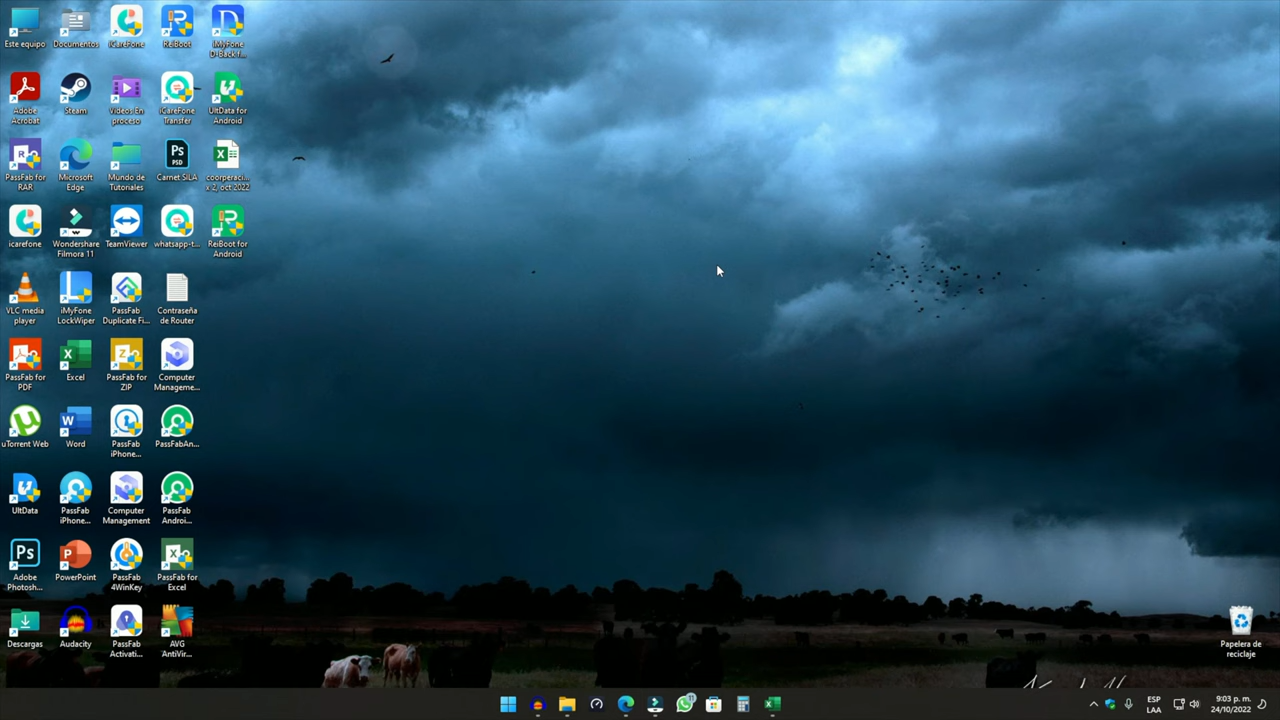 Este equipo
Documentos
iCareFone
ReiBoot
iMyFone
D-Back f...
Adobe
Acrobat
Steam
Videos En
proceso
iCareFone
Transfer
UltData for
Android
PassFab for
RAR
Microsoft
Edge
Mundo de
Tutoriales
Ps
PSD
Carnet SILA
coorperaci...
x 2, oct 2022
icarefone
Wondershare
Filmora 11
TeamViewer
whatsapp-t...
ReiBoot for
Android
VLC media
player
iMyFone
LockWiper
PassFab
Duplicate Fi...
Contraseña
de Router
PassFab for
PDF
Excel
PassFab for
ZIP
Computer
Manageme...
uTorrent Web
Word
PassFab
iPhone...
PassFabAn...
UltData
PassFab
iPhone...
Computer
Management
PassFab
Androi...
Ps
Adobe
Photosh...
PowerPoint
PassFab
4WinKey
PassFab for
Excel
Descargas
Audacity
PassFab
Activati...
AVG
AntiVir...
Papelera de
reciclaje
11
ESP
LAA
9:03 p. m.
24/10/2022